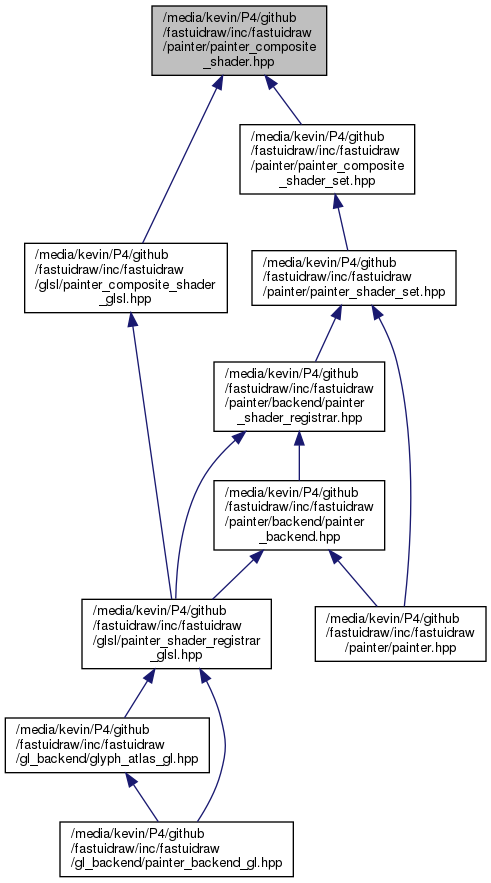 /media/kevin/P4/github
/fastuidraw/inc/fastuidraw
/painter/painter_composite
_shader.hpp
/media/kevin/P4/github
/fastuidraw/inc/fastuidraw
/painter/painter_composite
_shader_set.hpp
/media/kevin/P4/github
/fastuidraw/inc/fastuidraw
/glsl/painter_composite_shader
_glsl.hpp
/media/kevin/P4/github
/fastuidraw/inc/fastuidraw
/painter/painter_shader_set.hpp
/media/kevin/P4/github
/fastuidraw/inc/fastuidraw
/painter/backend/painter
_shader_registrar.hpp
/media/kevin/P4/github
/fastuidraw/inc/fastuidraw
/painter/backend/painter
_backend.hpp
/media/kevin/P4/github
/fastuidraw/inc/fastuidraw
/glsl/painter_shader_registrar
_glsl.hpp
/media/kevin/P4/github
/fastuidraw/inc/fastuidraw
/painter/painter.hpp
/media/kevin/P4/github
/fastuidraw/inc/fastuidraw
/gl_backend/glyph_atlas_gl.hpp
/media/kevin/P4/github
/fastuidraw/inc/fastuidraw
/gl_backend/painter_backend_gl.hpp